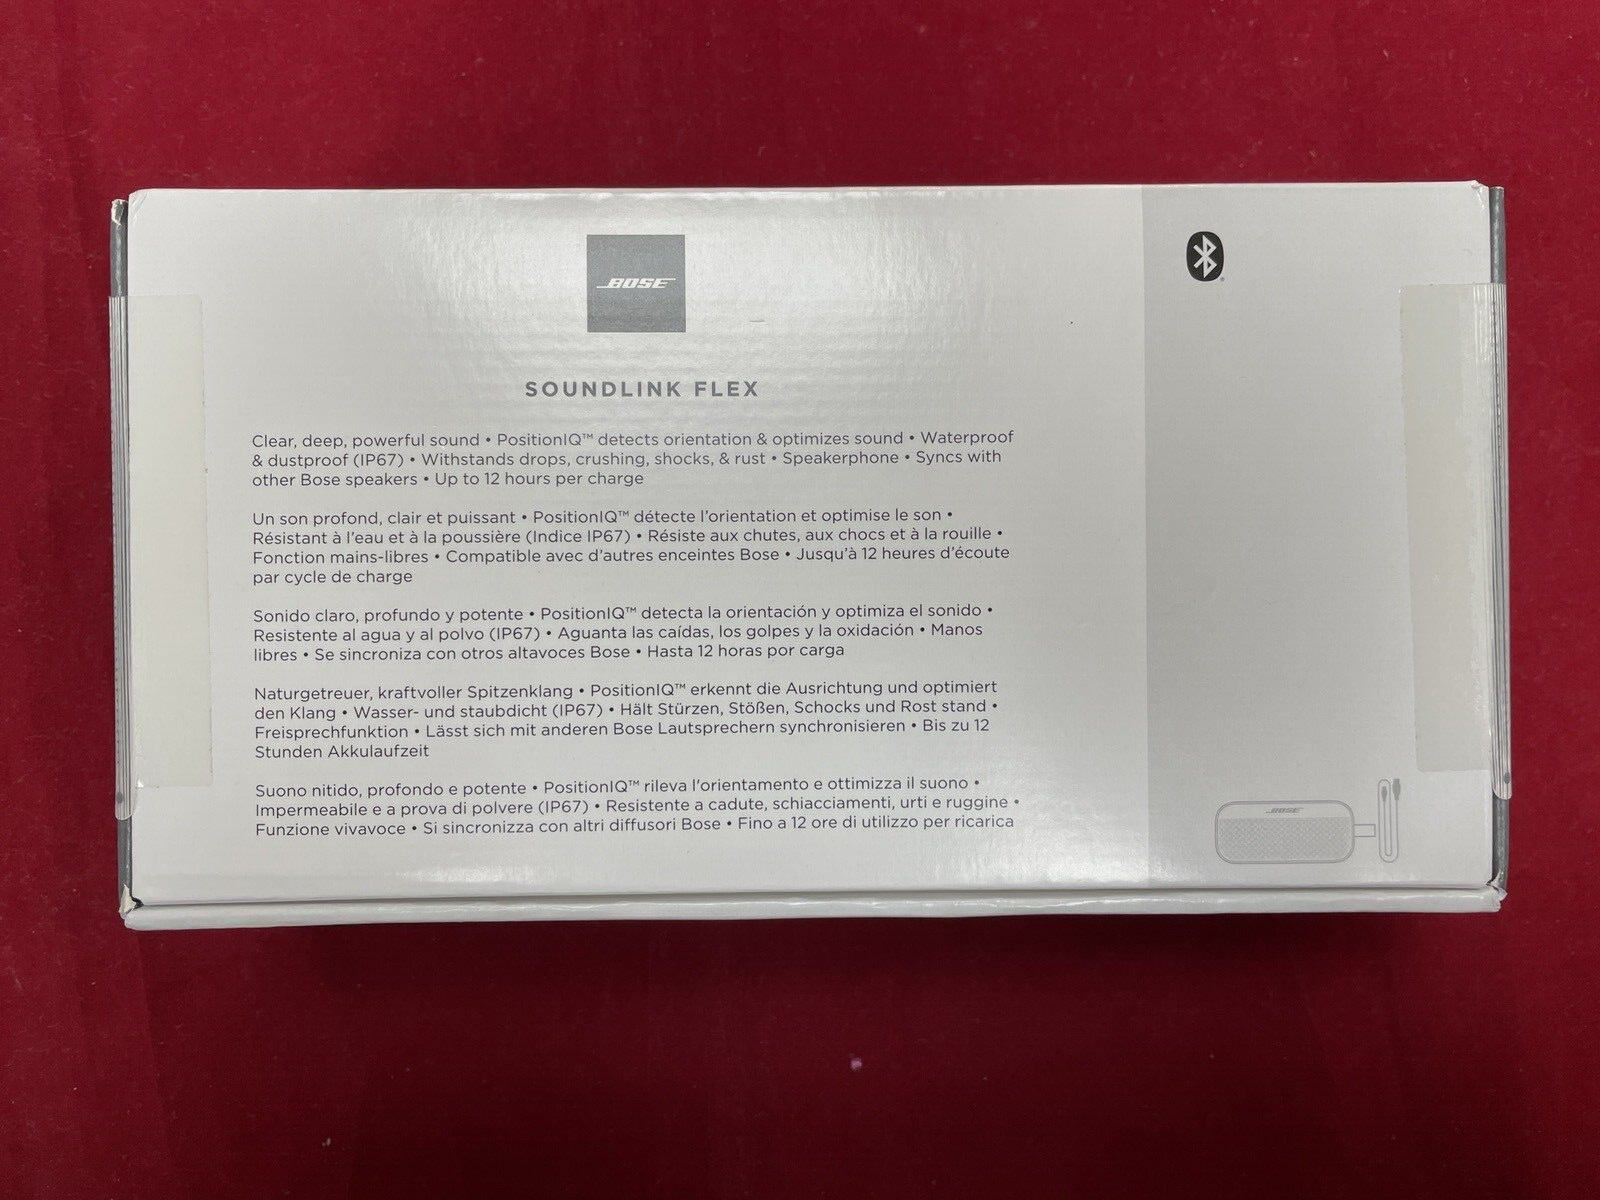 BOSE
SOUNDLINK FLEX
Clear, deep, powerful sound • PositionIQ™ detects orientation & optimizes sound • Waterproof
& dustproof (IP67) • Withstands drops, crushing, shocks, & rust • Speakerphone • Syncs with
other Bose speakers • Up to 12 hours per charge
Un son profond, clair et puissant • PositionIQ™ détecte l'orientation et optimise le son •
Résistant à l'eau et à la poussière (Indice IP67) • Résiste aux chutes, aux chocs et à la rouille •
Fonction mains-libres • Compatible avec d'autres enceintes Bose • Jusqu'à 12 heures d'écoute
par cycle de charge
Sonido claro, profundo y potente • PositionIQ™ detecta la orientación y optimiza el sonido •
Resistente al agua y al polvo (IP67) • Aguanta las caídas, los golpes y la oxidación • Manos
libres • Se sincroniza con otros altavoces Bose • Hasta 12 horas por carga
Naturgetreuer, kraftvoller Spitzenklang • PositionIQ™ erkennt die Ausrichtung und optimiert
den Klang • Wasser- und staubdicht (IP67) • Hält Stürzen, Stößen, Schocks und Rost stand •
Freisprechfunktion • Lässt sich mit anderen Bose Lautsprechern synchronisieren • Bis zu 12
Stunden Akkulaufzeit
Suono nitido, profondo e potente • PositionIQ™ rileva l'orientamento e ottimizza il suono •
Impermeabile e a prova di polvere (IP67) • Resistente a cadute, schiacciamenti, urti e ruggine •
Funzione vivavoce • Si sincronizza con altri diffusori Bose • Fino a 12 ore di utilizzo per ricarica
BOSE